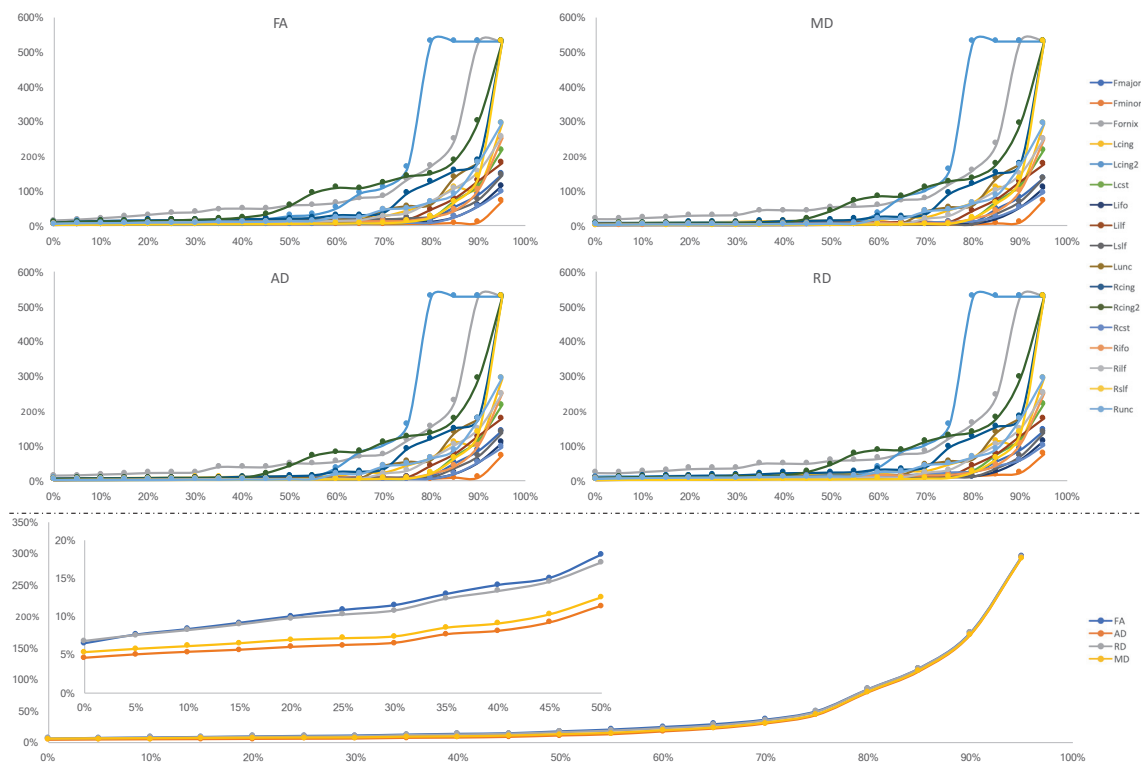 FA
600%
500%
400%
300%
200%
100%
0%
0% 10% 20% 30% 40% 50% 60% 70% 80% 90% 100%
MD
600%
500%
400%
300%
200%
100%
0%
0% 10% 20% 30% 40% 50% 60% 70% 80% 90% 100%
AD
600%
500%
400%
300%
200%
100%
0%
0% 10% 20% 30% 40% 50% 60% 70% 80% 90% 100%
RD
600%
500%
400%
300%
200%
100%
0%
0% 10% 20% 30% 40% 50% 60% 70% 80% 90% 100%
Fmajor
Fminor
Fornix
Lcing
Lcing2
Lcst
Lifo
Lilf
Lslf
Lunc
Rcing
Rcing2
Rcst
Rifo
Rilf
Rslf
Runc
350%
300%
250%
200%
150%
100%
50%
0%
0% 10% 20% 30% 40% 50% 60% 70% 80% 90% 100%
20%
15%
10%
5%
0%
0% 5% 10% 15% 20% 25% 30% 35% 40% 45% 50%
FA
AD
RD
MD